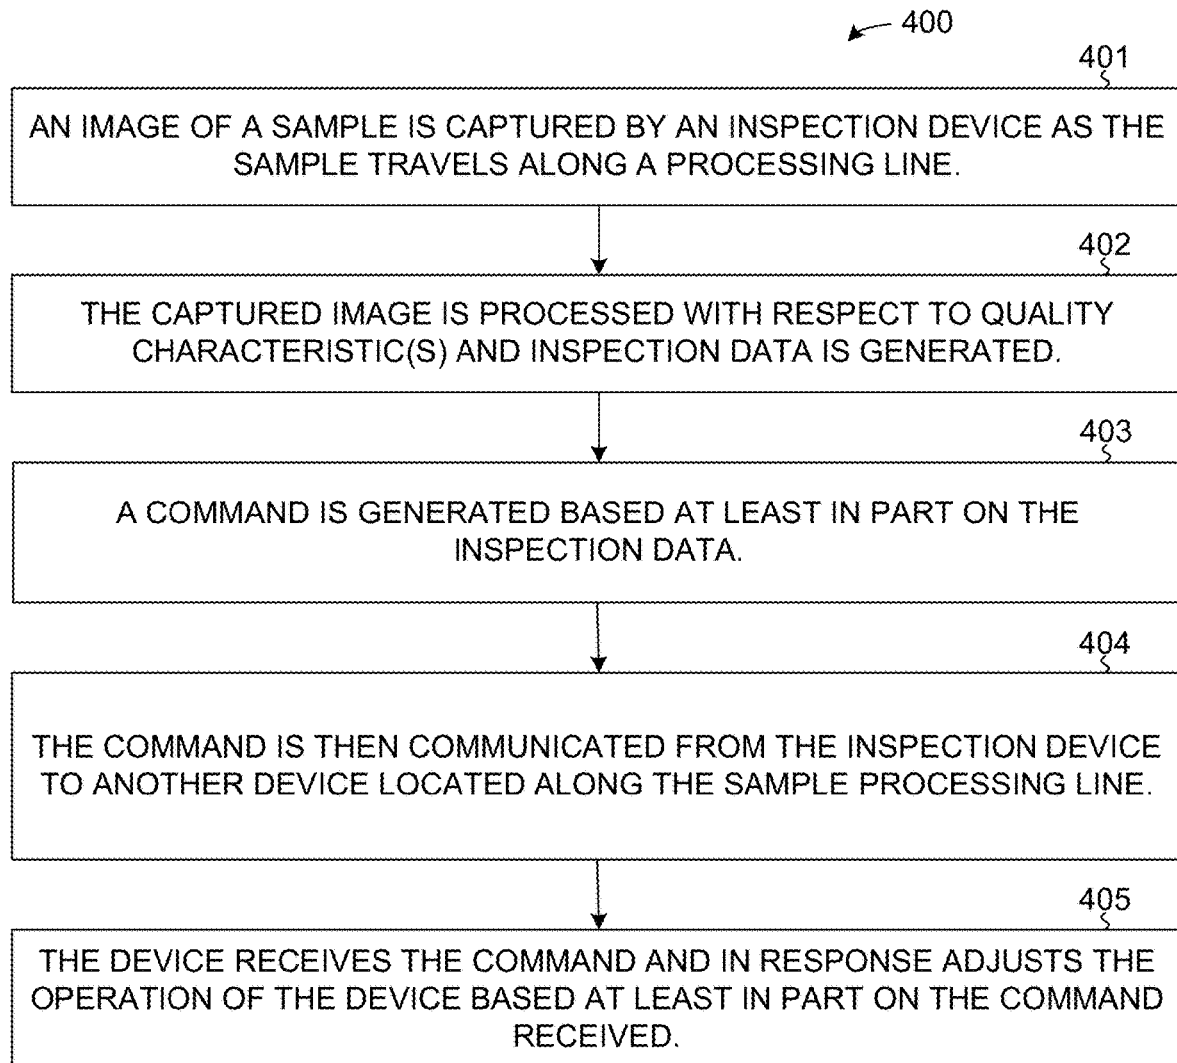 400
401
AN IMAGE OF A SAMPLE IS CAPTURED BY AN INSPECTION DEVICE AS THE
SAMPLE TRAVELS ALONG A PROCESSING LINE.
402
THE CAPTURED IMAGE IS PROCESSED WITH RESPECT TO QUALITY
CHARACTERISTIC(S) AND INSPECTION DATA IS GENERATED.
403
A COMMAND IS GENERATED BASED AT LEAST IN PART ON THE
INSPECTION DATA.
404
THE COMMAND IS THEN COMMUNICATED FROM THE INSPECTION DEVICE
TO ANOTHER DEVICE LOCATED ALONG THE SAMPLE PROCESSING LINE.
405
THE DEVICE RECEIVES THE COMMAND AND IN RESPONSE ADJUSTS THE
OPERATION OF THE DEVICE BASED AT LEAST IN PART ON THE COMMAND
RECEIVED.